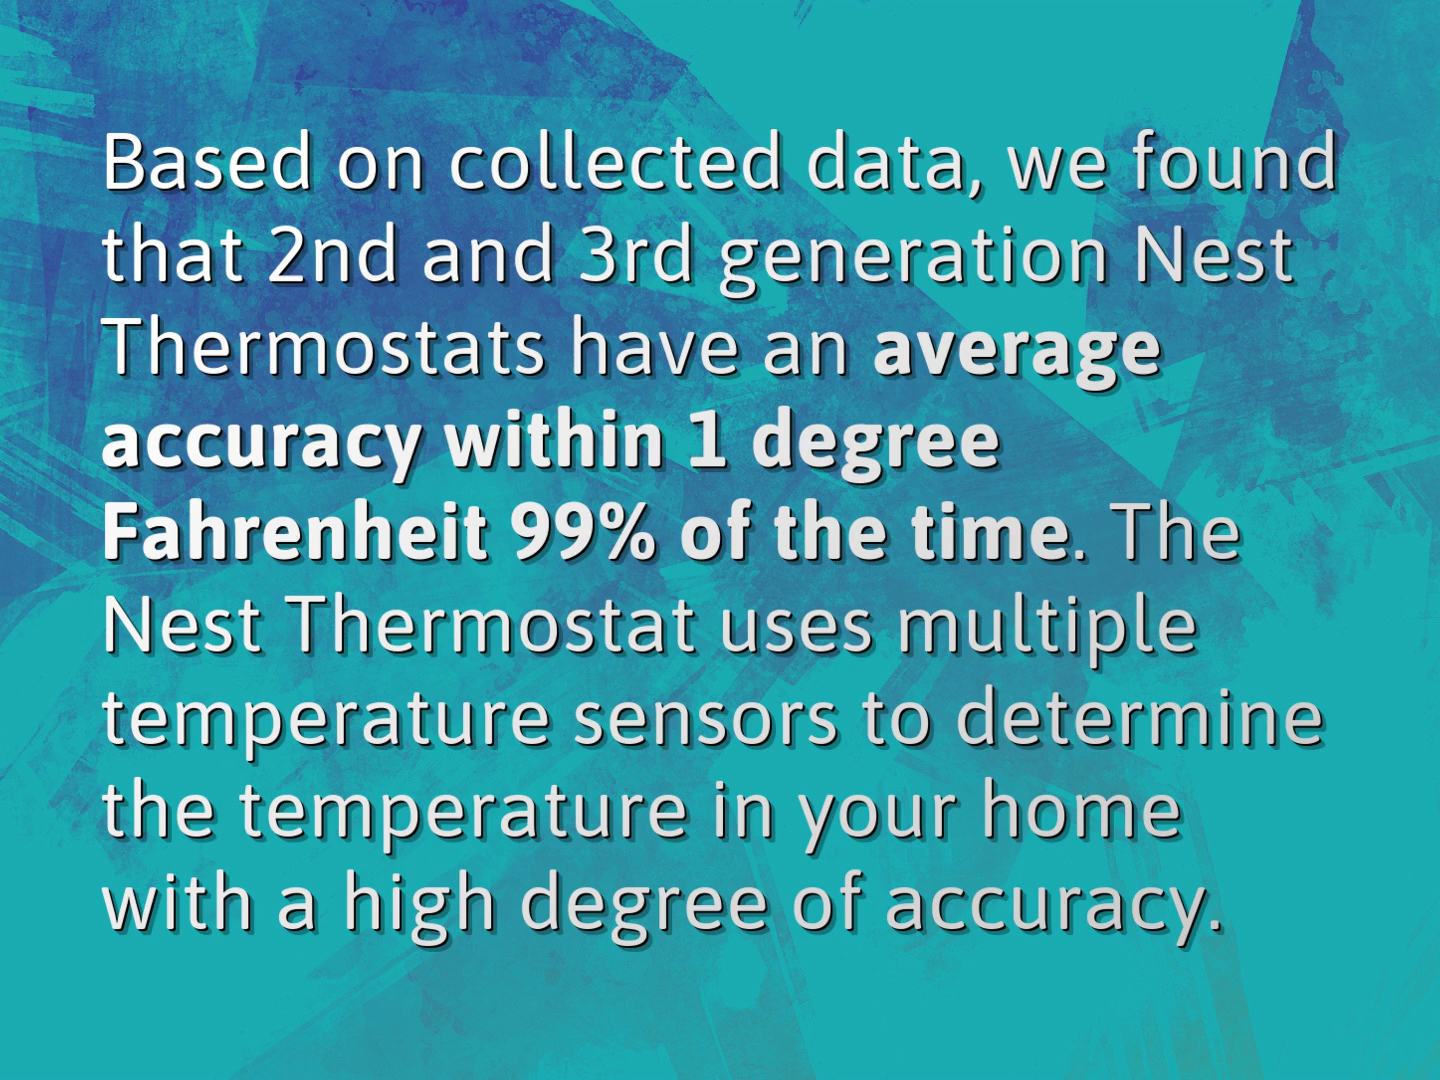 Based on collected data, we found
that 2nd and 3rd generation Nest
Thermostats have an average
accuracy within 1 degree
Fahrenheit 99% of the time. The
Nest Thermostat uses multiple
temperature sensors to determine
the temperature in your home
with a high degree of accuracy.